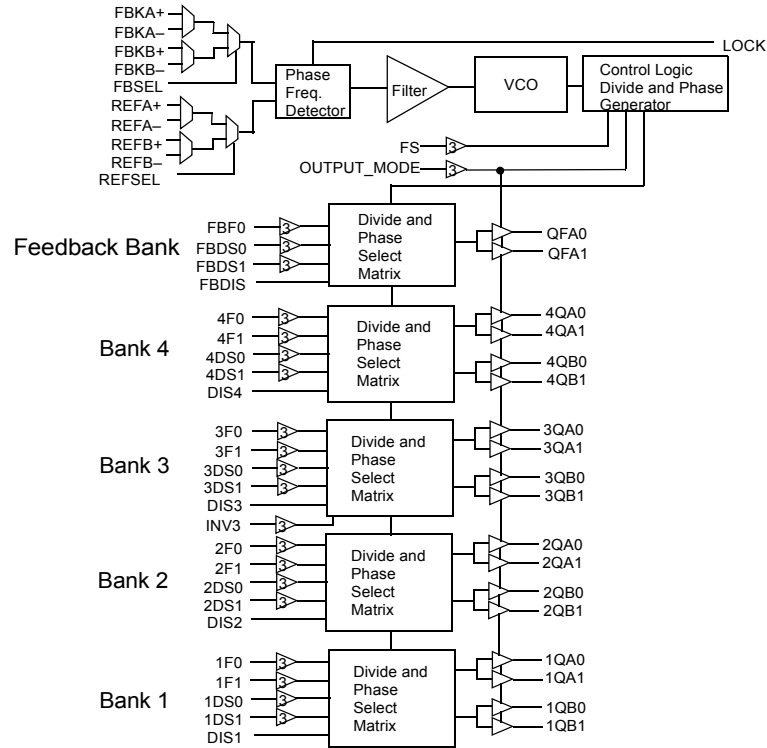 FBKA+
FBKA–
FBKB+
FBKB–
FBSEL
REFA+
REFA–
REFB+
REFB–
REFSEL
Phase
Freq.
Detector
Filter
VCO
Control Logic
Divide and Phase
Generator
LOCK
FS
3
OUTPUT_MODE
3
Feedback Bank
FBF0
3
FBDS0
3
FBDS1
3
FBDIS
Divide and
Phase
Select
Matrix
QFA0
QFA1
Bank 4
4F0
3
4F1
3
4DS0
3
4DS1
3
DIS4
Divide and
Phase
Select
Matrix
4QA0
4QA1
4QB0
4QB1
Bank 3
3F0
3
3F1
3
3DS0
3
3DS1
3
DIS3
INV3
3
Divide and
Phase
Select
Matrix
3QA0
3QA1
3QB0
3QB1
Bank 2
2F0
3
2F1
3
2DS0
3
2DS1
3
DIS2
Divide and
Phase
Select
Matrix
2QA0
2QA1
2QB0
2QB1
Bank 1
1F0
3
1F1
3
1DS0
3
1DS1
3
DIS1
Divide and
Phase
Select
Matrix
1QA0
1QA1
1QB0
1QB1